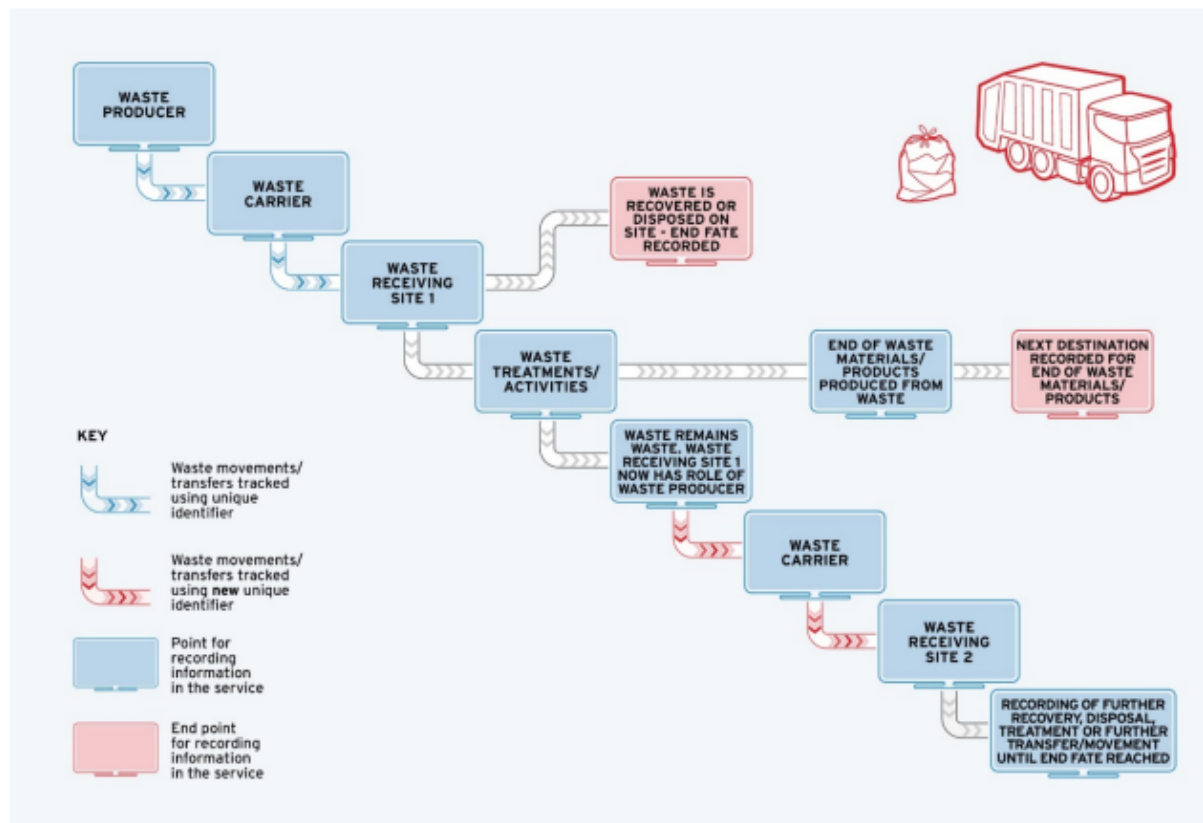 WASTE
PRODUCER
WASTE
CARRIER
WASTE
RECEIVING
SITE 1
WASTE IS
RECOVERED OR
DISPOSED ON
SITE - END FATE
RECORDED
WASTE
TREATMENTS/
ACTIVITIES
END OF WASTE
MATERIALS/
PRODUCTS
PRODUCED FROM
WASTE
NEXT DESTINATION
RECORDED FOR
END OF WASTE
MATERIALS/
PRODUCTS
WASTE REMAINS
WASTE. WASTE
RECEIVING SITE 1
NOW HAS ROLE OF
WASTE PRODUCER
WASTE
CARRIER
WASTE
RECEIVING
SITE 2
RECORDING OF FURTHER
RECOVERY, DISPOSAL,
TREATMENT OR FURTHER
TRANSFER/MOVEMENT
UNTIL END FATE REACHED
KEY
Waste movements/
transfers tracked
using unique
identifier
Waste movements/
transfers tracked
using new unique
identifier
Point for
recording
information
in the service
End point
for recording
information
in the service